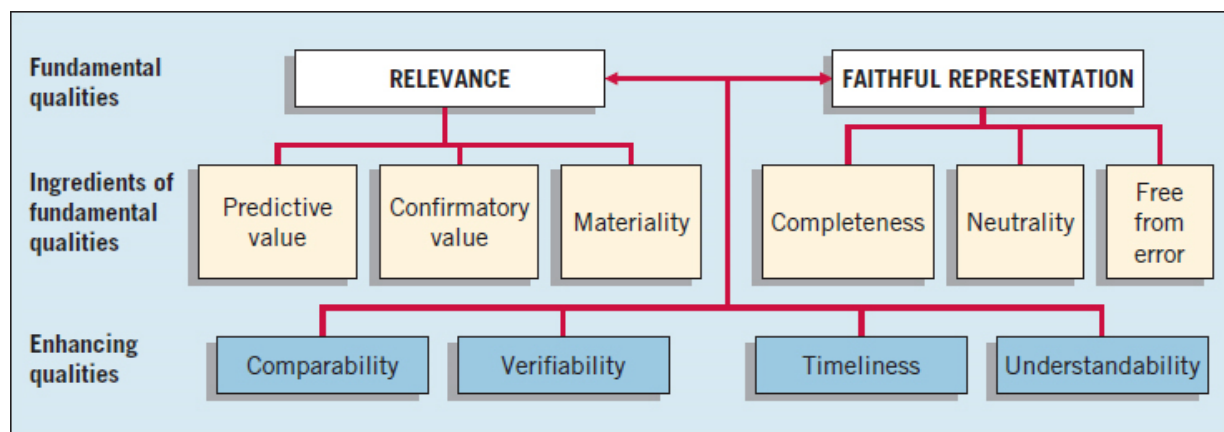 Fundamental
qualities
RELEVANCE
FAITHFUL REPRESENTATION
Ingredients of
fundamental
qualities
Predictive
value
Confirmatory
value
Materiality
Completeness
Neutrality
Free
from
error
Enhancing
qualities
Comparability
Verifiability
Timeliness
Understandability